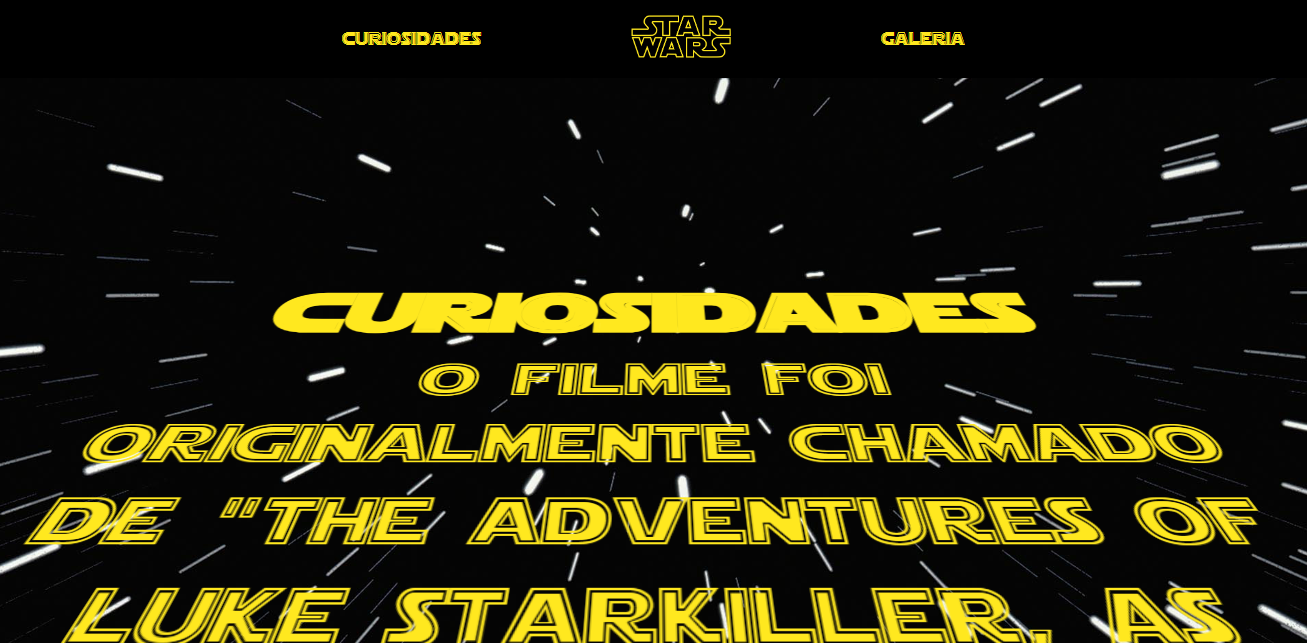 CURIOSIDADES
STAR
WARS
GALERIA
CURIOSIDADES
O FILME FOI
ORIGINALMENTE CHAMADO
DE "THE ADVENTURES OF
LUKE STARKILLER, AS